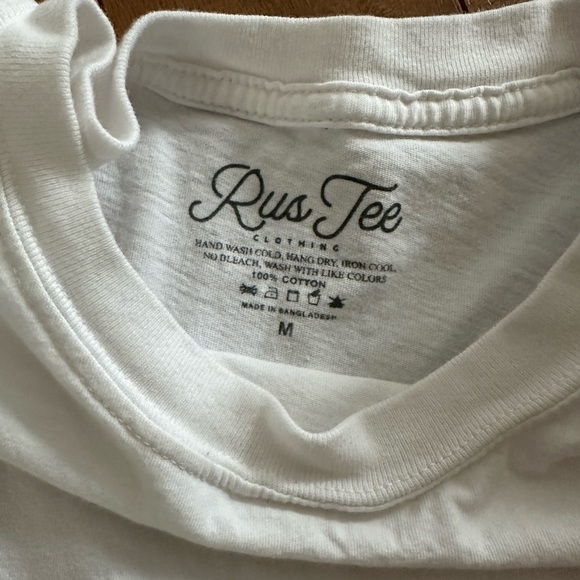 Rus Tee
CLOTHING
HAND WASH COLD, HANG DRY, IRON COOL
NO BLEACH, WASH WITH LIKE COLORS
100% COTTON
MADE IN BANGLADESH
M